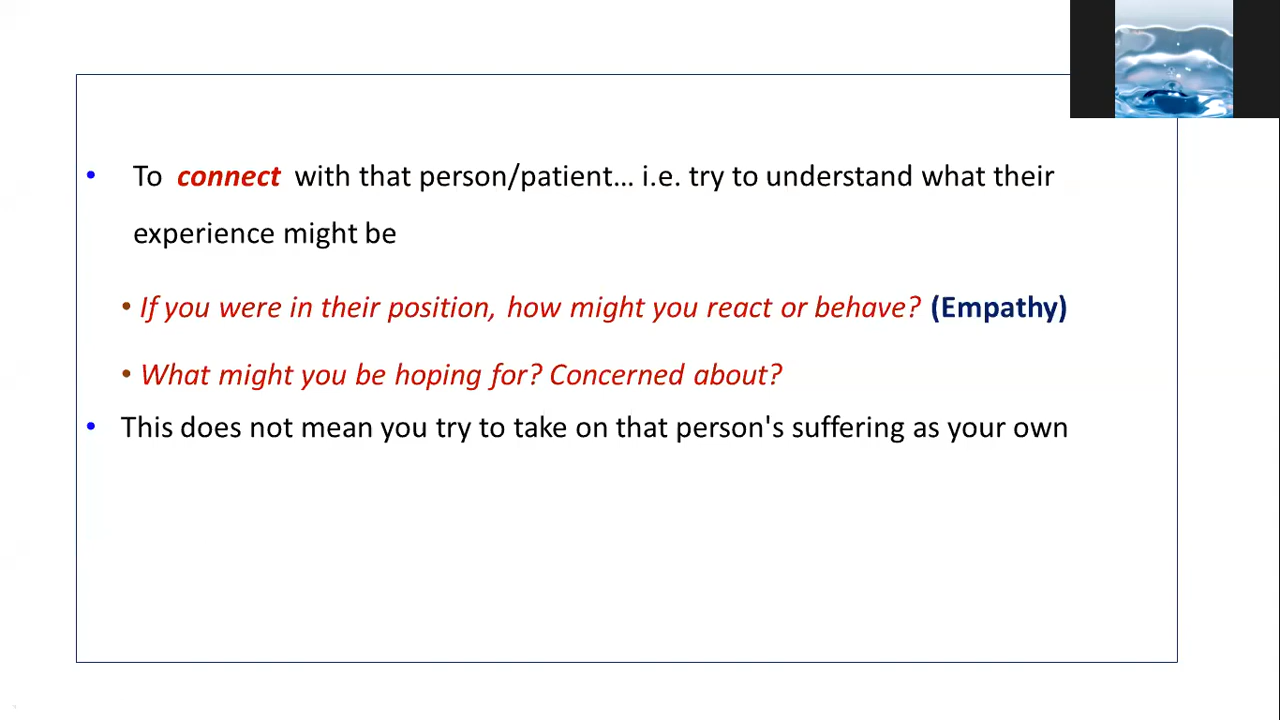 • To connect with that person/patient... i.e. try to understand what their
experience might be
• If you were in their position, how might you react or behave? (Empathy)
• What might you be hoping for? Concerned about?
• This does not mean you try to take on that person's suffering as your own